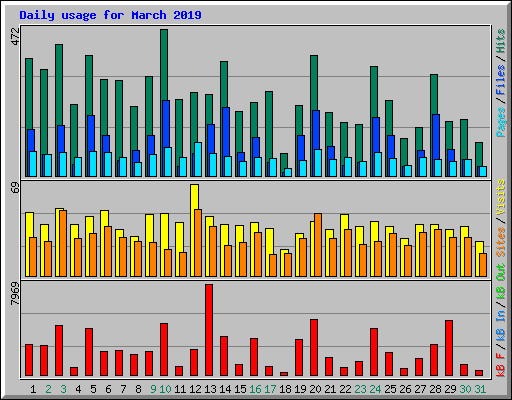 Daily usage for March 2019
472
Pages / Files / Hits
69
Sites / Visits
7969
kB F / kB In / kB Out
1 2 3 4 5 6 7 8 9 10 11 12 13 14 15 16 17 18 19 20 21 22 23 24 25 26 27 28 29 30 31